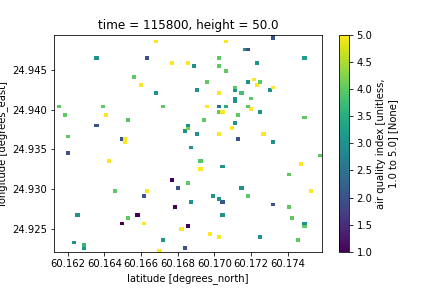 time = 115800, height = 50.0
24.945
24.940
24.935
24.930
24.925
longitude [degrees_east]
60.162 60.164 60.166 60.168 60.170 60.172 60.174
latitude [degrees_north]
5.0
4.5
4.0
3.5
3.0
2.5
2.0
1.5
1.0
air quality index [unitless,
1.0 to 5.0] [None]